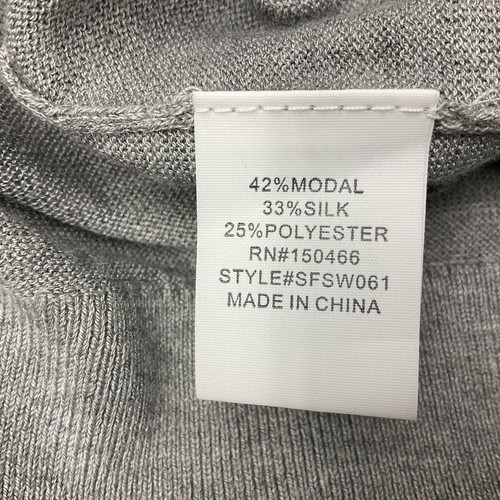 42%MODAL
33%SILK
25%POLYESTER
RN#150466
STYLE#SFSW061
MADE IN CHINA